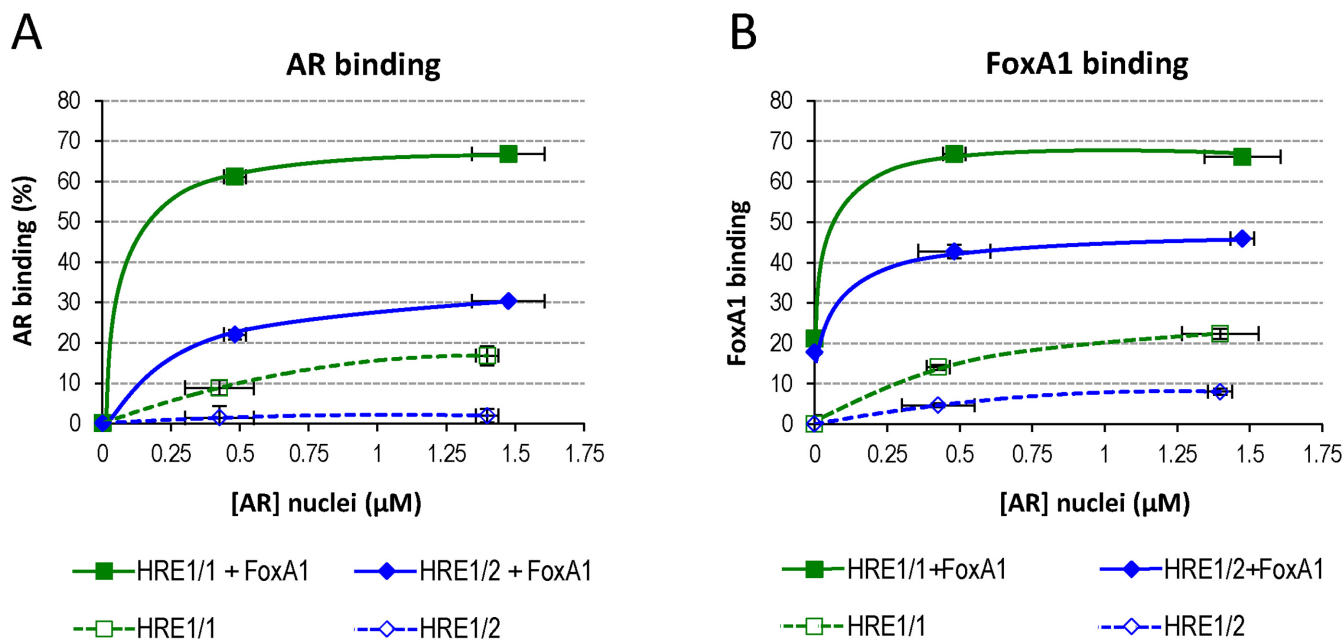 A
AR binding
AR binding (%)
80
70
60
50
40
30
20
10
0
0 0.25 0.5 0.75 1 1.25 1.5 1.75
[AR] nuclei (µM)
HRE1/1 + FoxA1 HRE1/2 + FoxA1
HRE1/1 HRE1/2
B
FoxA1 binding
FoxA1 binding
80
70
60
50
40
30
20
10
0
0 0.25 0.5 0.75 1 1.25 1.5 1.75
[AR] nuclei (µM)
HRE1/1+FoxA1 HRE1/2+FoxA1
HRE1/1 HRE1/2